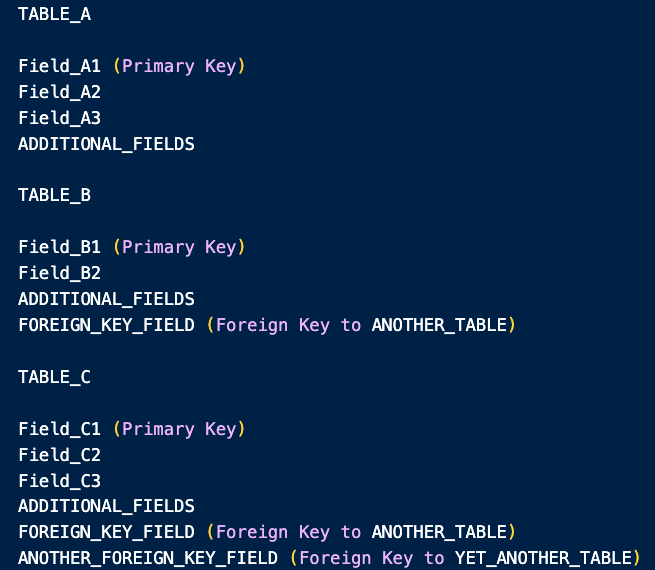 TABLE_A
Field_A1 (Primary Key)
Field_A2
Field_A3
ADDITIONAL_FIELDS
TABLE_B
Field_B1 (Primary Key)
Field_B2
ADDITIONAL_FIELDS
FOREIGN_KEY_FIELD (Foreign Key to ANOTHER_TABLE)
TABLE_C
Field_C1 (Primary Key)
Field_C2
Field_C3
ADDITIONAL_FIELDS
FOREIGN_KEY_FIELD (Foreign Key to ANOTHER_TABLE)
ANOTHER_FOREIGN_KEY_FIELD (Foreign Key to YET_ANOTHER_TABLE)